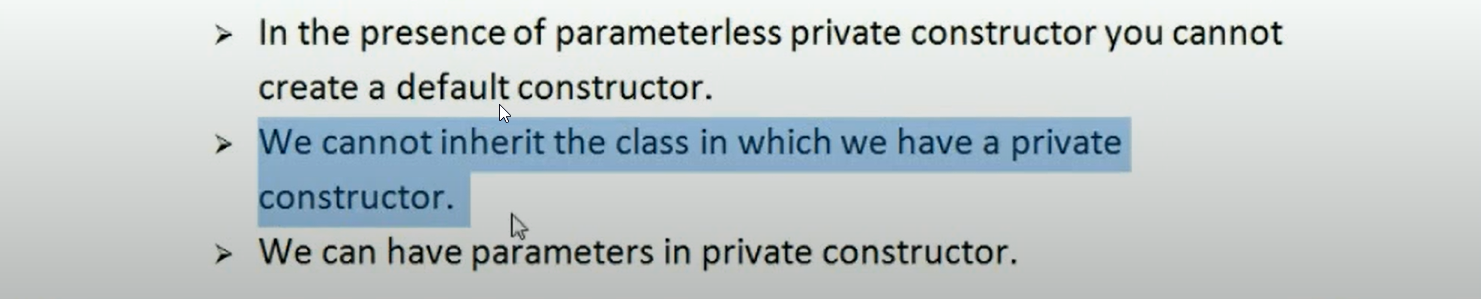 ➢ In the presence of parameterless private constructor you cannot
create a default constructor.
➢ We cannot inherit the class in which we have a private
constructor.
➢ We can have parameters in private constructor.